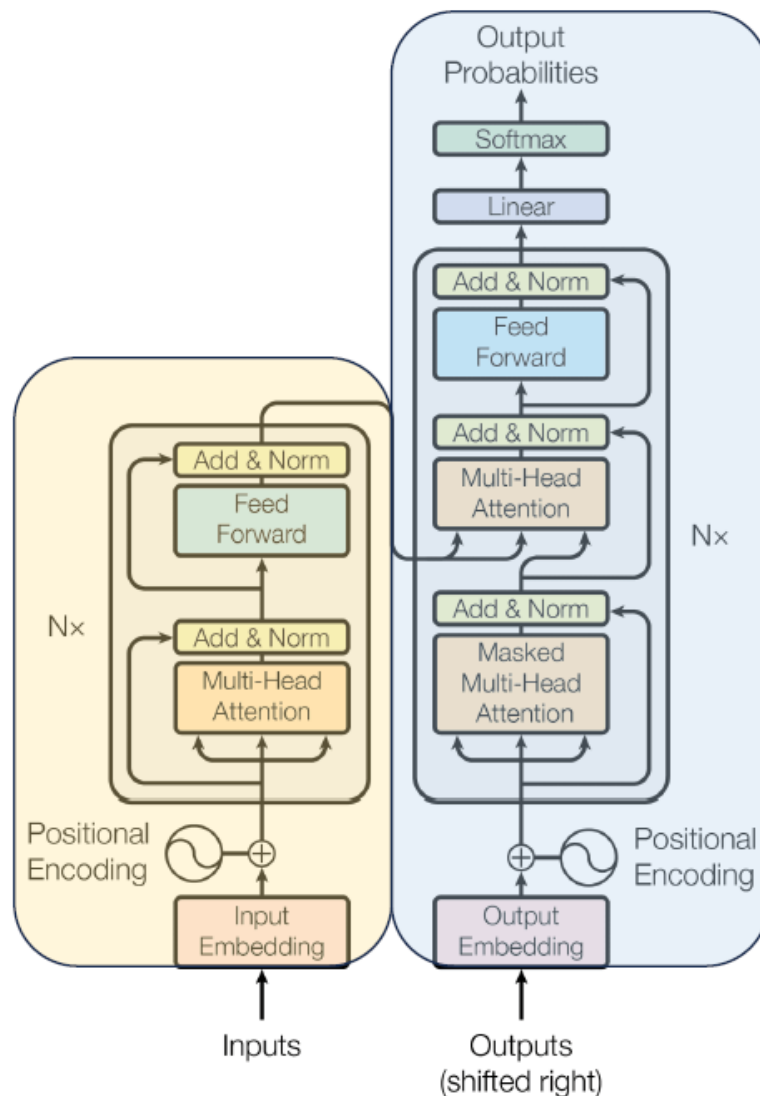 Output
Probabilities
Softmax
Linear
Add & Norm
Feed
Forward
Add & Norm
Multi-Head
Attention
N×
Add & Norm
Masked
Multi-Head
Attention
Positional
Encoding
Output
Embedding
Outputs
(shifted right)
Add & Norm
Feed
Forward
N×
Add & Norm
Multi-Head
Attention
Positional
Encoding
Input
Embedding
Inputs